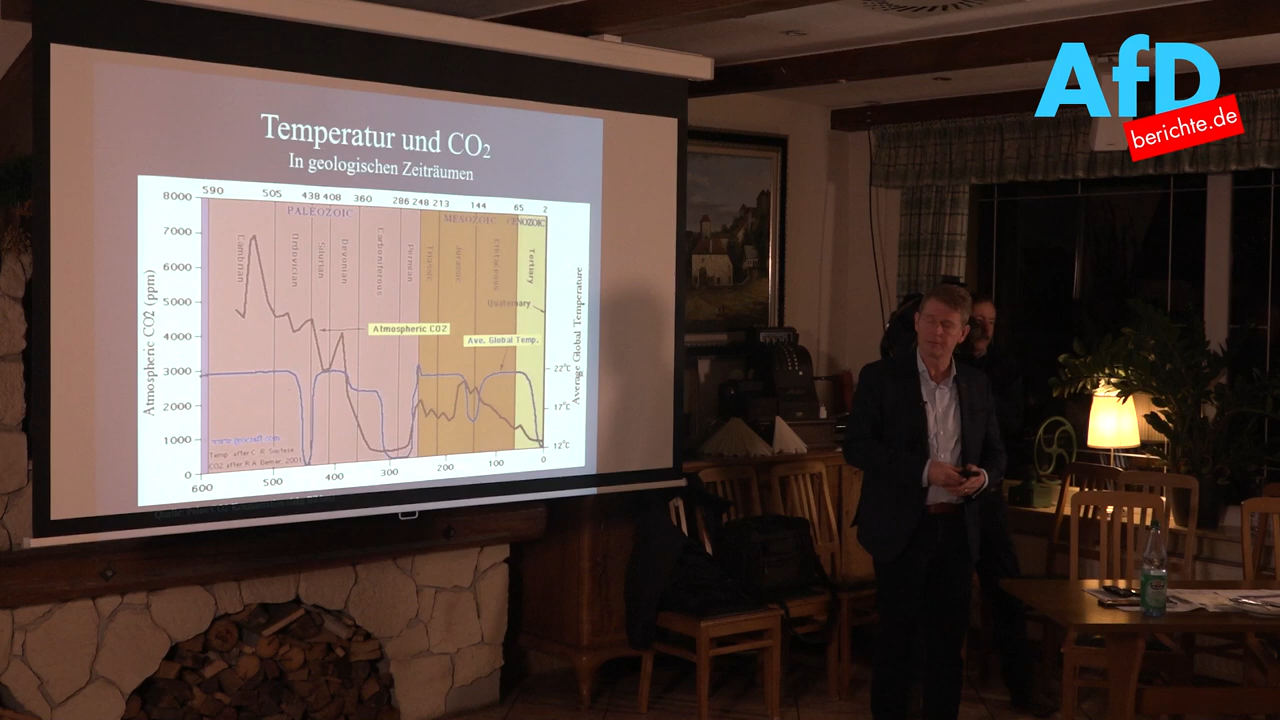 AfD
berichte.de
Temperatur und CO2
In geologischen Zeiträumen
590 505 438 408 360 286 248 213 144 65 2
PALEOZOIC MESOZOIC CENOZOIC
Cambrian
Ordovician
Silurian
Devonian
Carboniferous
Permian
Triassic
Jurassic
Cretaceous
Tertiary
Quaternary
Atmospheric CO2
Ave. Global Temp.
Atmospheric CO2 (ppm)
8000
7000
6000
5000
4000
3000
2000
1000
0
Average Global Temperature
22°C
17°C
12°C
Temp after C. R. Scotese
CO2 after R.A. Berner, 2001
600 500 400 300 200 100 0